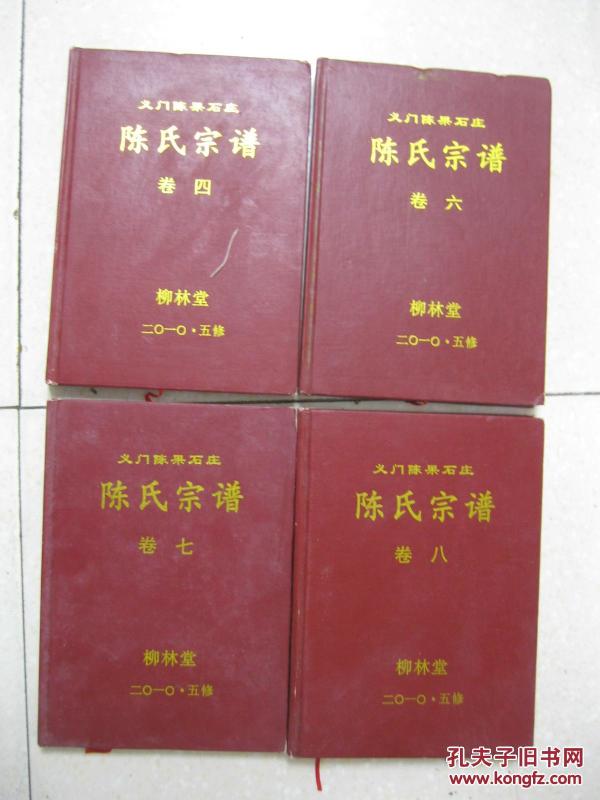 义门陈果石庄
陈氏宗谱
卷四
柳林堂
二〇一〇·五修
义门陈果石庄
陈氏宗谱
卷六
柳林堂
二〇一〇·五修
义门陈果石庄
陈氏宗谱
卷七
柳林堂
二〇一〇·五修
义门陈果石庄
陈氏宗谱
卷八
柳林堂
二〇一〇·五修
孔夫子旧书网
www.kongfz.com